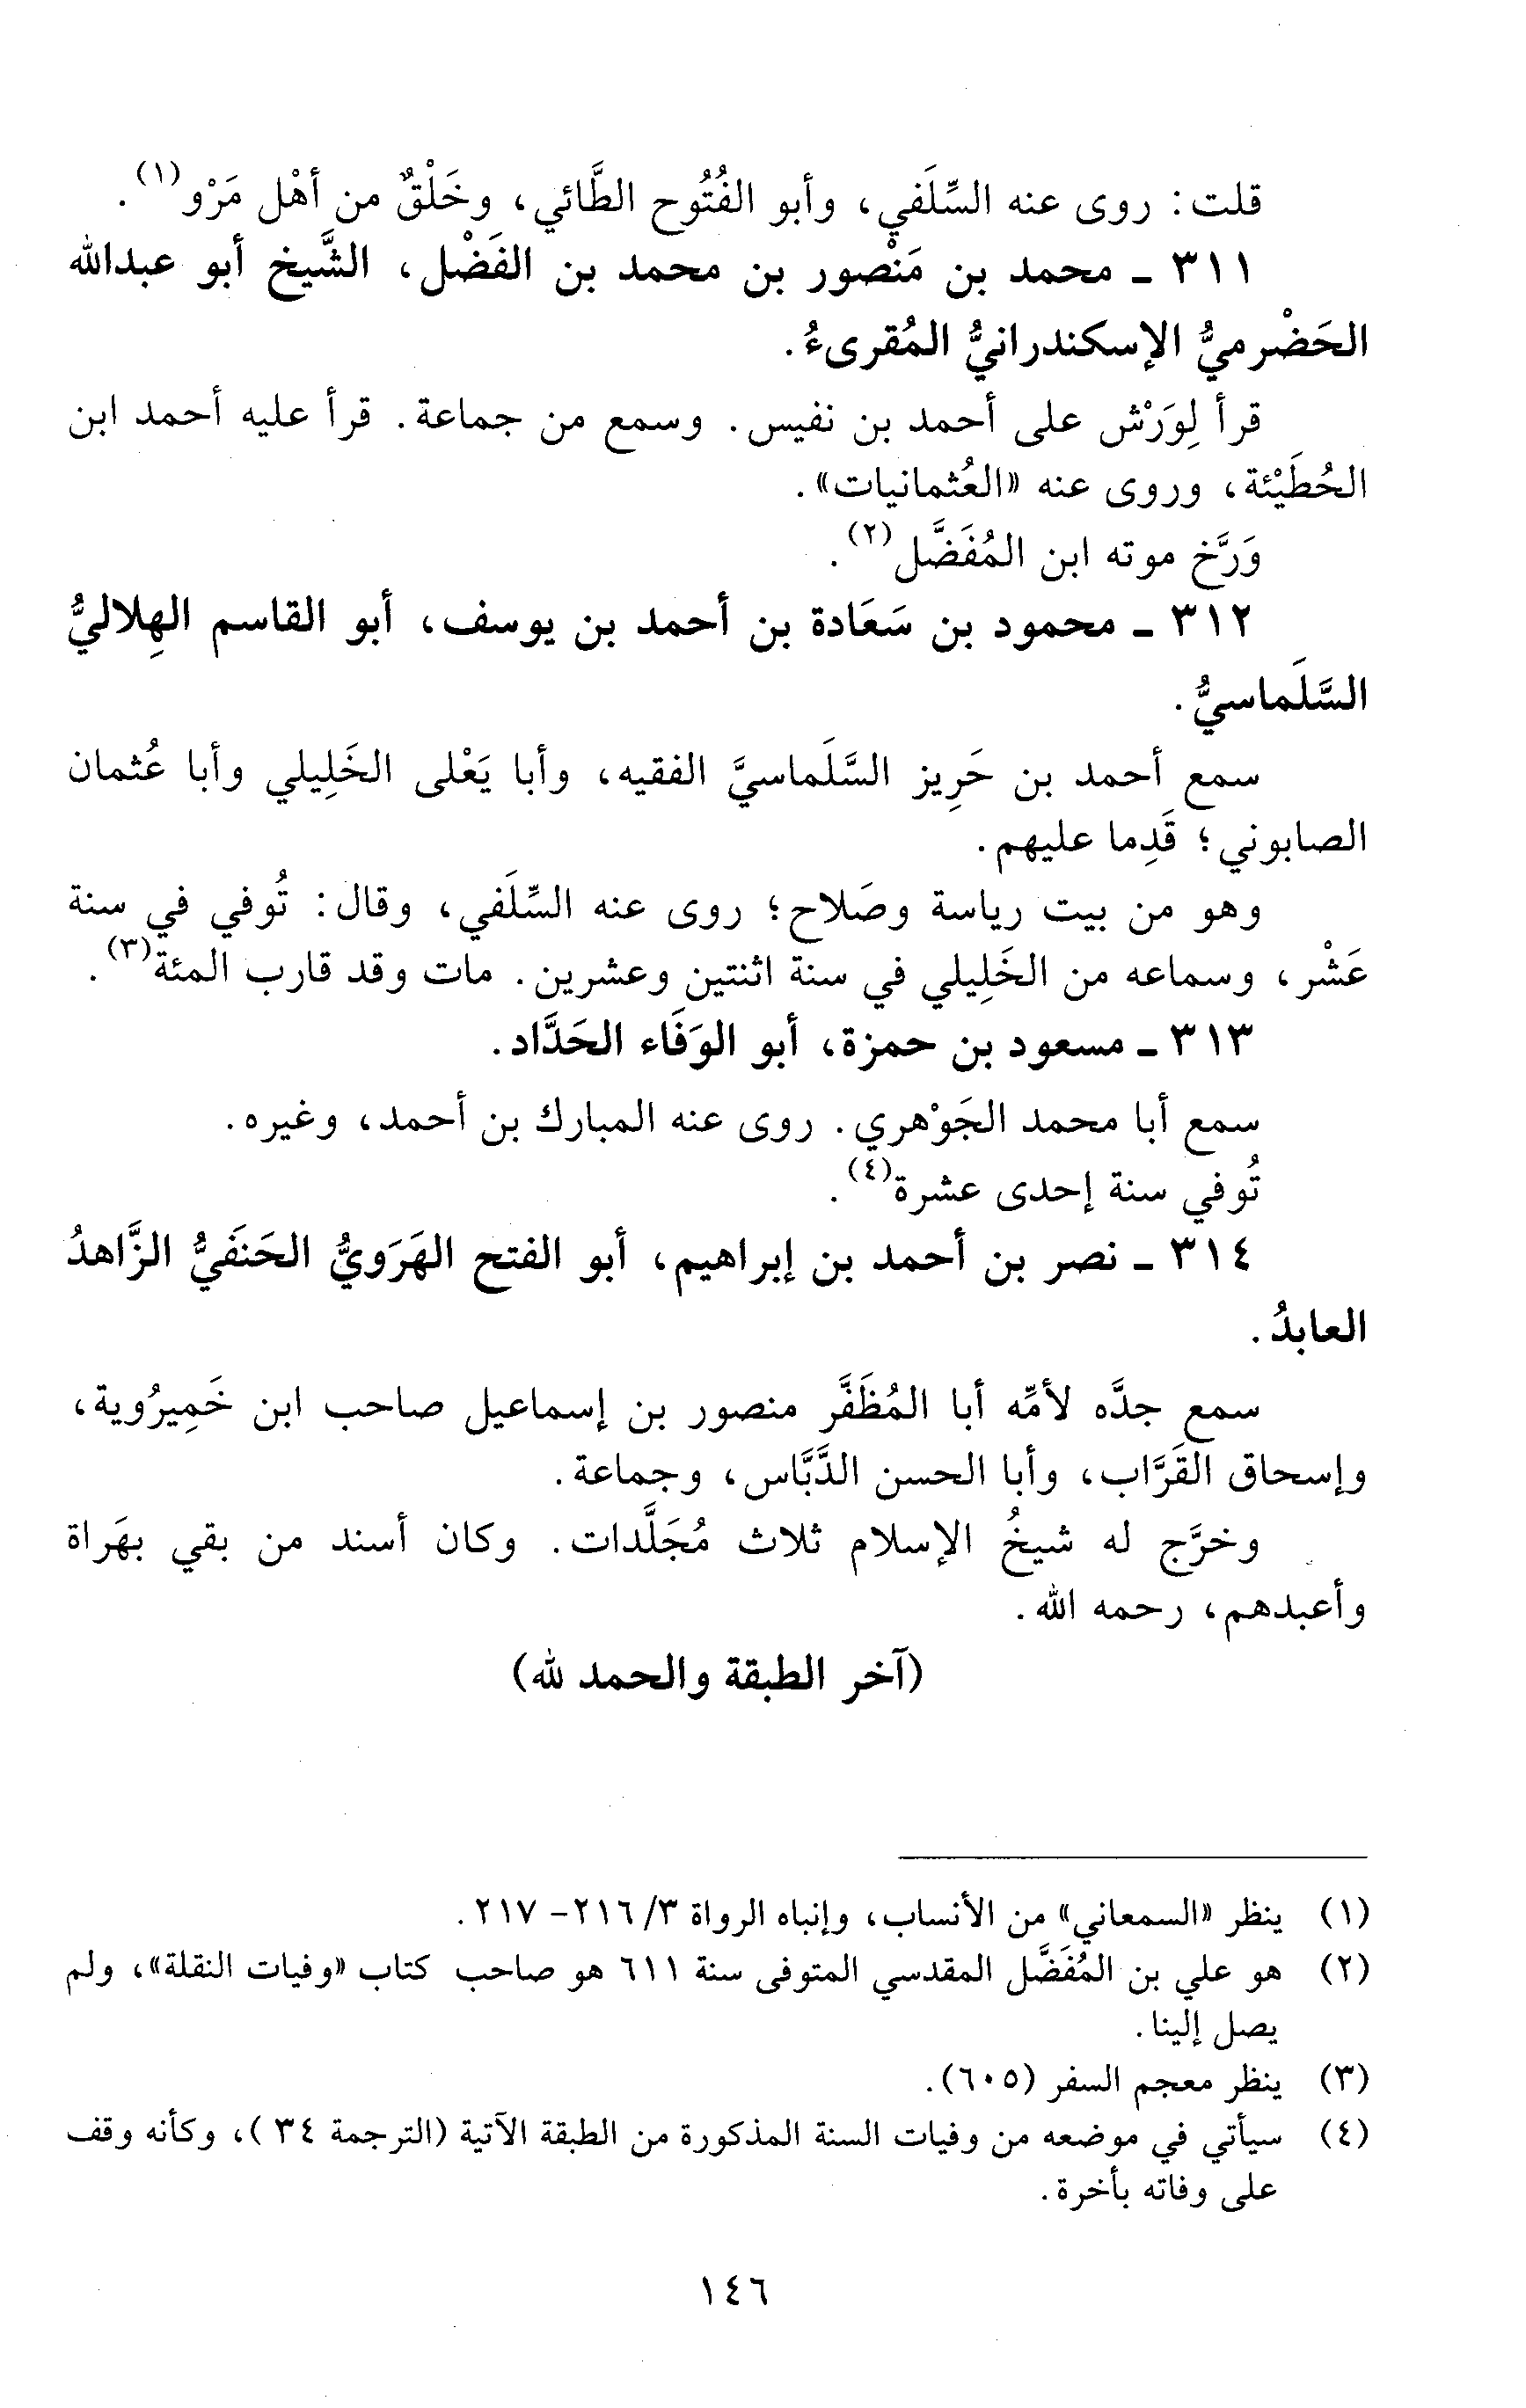 قلت: روى عنه السِّلَفي، وأبو الفُتُوح الطَّائي، وخَلْقٌ من أهْل مَرْو(١).
٣١١ ـ محمد بن مَنْصور بن محمد بن الفَضْل، الشَّيخ أبو عبدالله
الحَضْرميُّ الإسكندرانيُّ المُقرىءُ.
قرأ لِوَرْش على أحمد بن نفيس. وسمع من جماعة. قرأ عليه أحمد ابن
الحُطَيْئة، وروى عنه «العُثمانيات».
وَرَّخ موته ابن المُفَضَّل(٢).
٣١٢ ـ محمود بن سَعَادة بن أحمد بن يوسف، أبو القاسم الهِلاليُّ
السَّلَماسيُّ.
سمع أحمد بن حَرِيز السَّلَماسيَّ الفقيه، وأبا يَعْلى الخَلِيلي وأبا عُثمان
الصابوني؛ قَدِما عليهم.
وهو من بيت رياسة وصَلاح؛ روى عنه السِّلَفي، وقال: تُوفي في سنة
عَشْر، وسماعه من الخَلِيلي في سنة اثنتين وعشرين. مات وقد قارب المئة(٣).
٣١٣ ـ مسعود بن حمزة، أبو الوَفَاء الحَدَّاد.
سمع أبا محمد الجَوْهري. روى عنه المبارك بن أحمد، وغيره.
تُوفي سنة إحدى عشرة(٤).
٣١٤ ـ نصر بن أحمد بن إبراهيم، أبو الفتح الهَرَويُّ الحَنَفيُّ الزَّاهدُ
العابدُ.
سمع جدَّه لأمِّه أبا المُظَفَّر منصور بن إسماعيل صاحب ابن خَمِيرُوية،
وإسحاق القَرَّاب، وأبا الحسن الدَّبَّاس، وجماعة.
وخرَّج له شيخُ الإسلام ثلاث مُجَلَّدات. وكان أسند من بقي بهَراة
وأعبدهم، رحمه الله.
(آخر الطبقة والحمد لله)
(١) ينظر «السمعاني» من الأنساب، وإنباه الرواة ٣/ ٢١٦- ٢١٧.
(٢) هو علي بن المُفَضَّل المقدسي المتوفى سنة ٦١١ هو صاحب كتاب «وفيات النقلة»، ولم
يصل إلينا.
(٣) ينظر معجم السفر (٦٠٥).
(٤) سيأتي في موضعه من وفيات السنة المذكورة من الطبقة الآتية (الترجمة ٣٤ )، وكأنه وقف
على وفاته بأخرة.
١٤٦